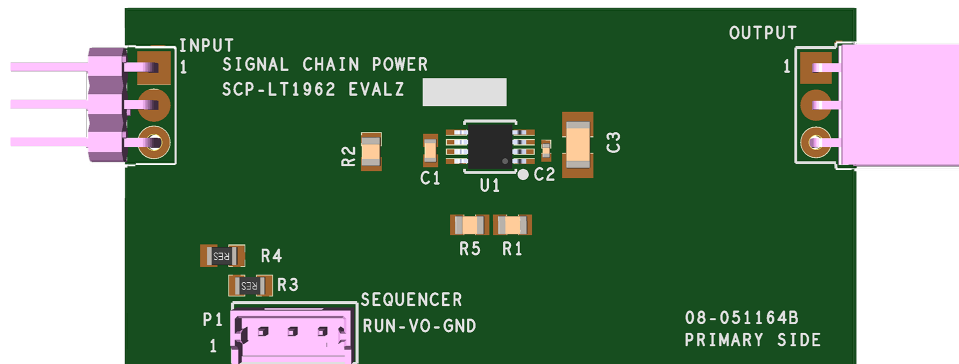 INPUT
OUTPUT
1
1
SIGNAL CHAIN POWER
SCP-LT1962 EVALZ
R2
C1
U1
C2
C3
R5
R1
R4
RES
R3
RES
SEQUENCER
P1
RUN-VO-GND
1
08-051164B
PRIMARY SIDE